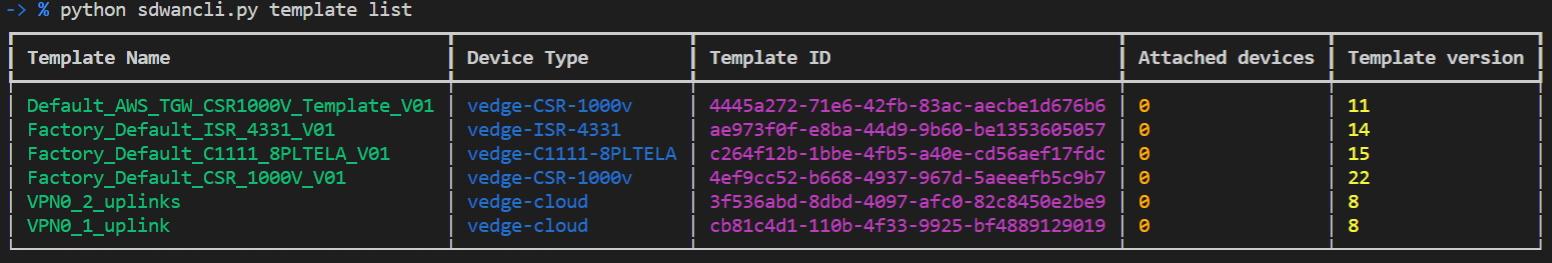 -> % python sdwancli.py template list
Template Name | Device Type | Template ID | Attached devices | Template version
Default_AWS_TGW_CSR1000V_Template_V01 | vedge-CSR-1000v | 4445a272-71e6-42fb-83ac-aecbe1d676b6 | 0 | 11
Factory_Default_ISR_4331_V01 | vedge-ISR-4331 | ae973f0f-e8ba-44d9-9b60-be1353605057 | 0 | 14
Factory_Default_C1111_8PLTELA_V01 | vedge-C1111-8PLTELA | c264f12b-1bbe-4fb5-a40e-cd56aef17fdc | 0 | 15
Factory_Default_CSR_1000V_V01 | vedge-CSR-1000v | 4ef9cc52-b668-4937-967d-5aeeefb5c9b7 | 0 | 22
VPN0_2_uplinks | vedge-cloud | 3f536abd-8dbd-4097-afc0-82c8450e2be9 | 0 | 8
VPN0_1_uplink | vedge-cloud | cb81c4d1-110b-4f33-9925-bf4889129019 | 0 | 8